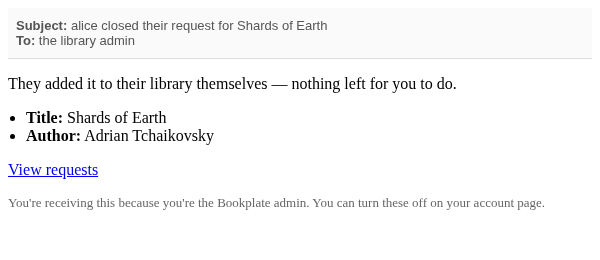 Subject: alice closed their request for Shards of Earth
To: the library admin
They added it to their library themselves — nothing left for you to do.
• Title: Shards of Earth
• Author: Adrian Tchaikovsky
View requests
You're receiving this because you're the Bookplate admin. You can turn these off on your account page.